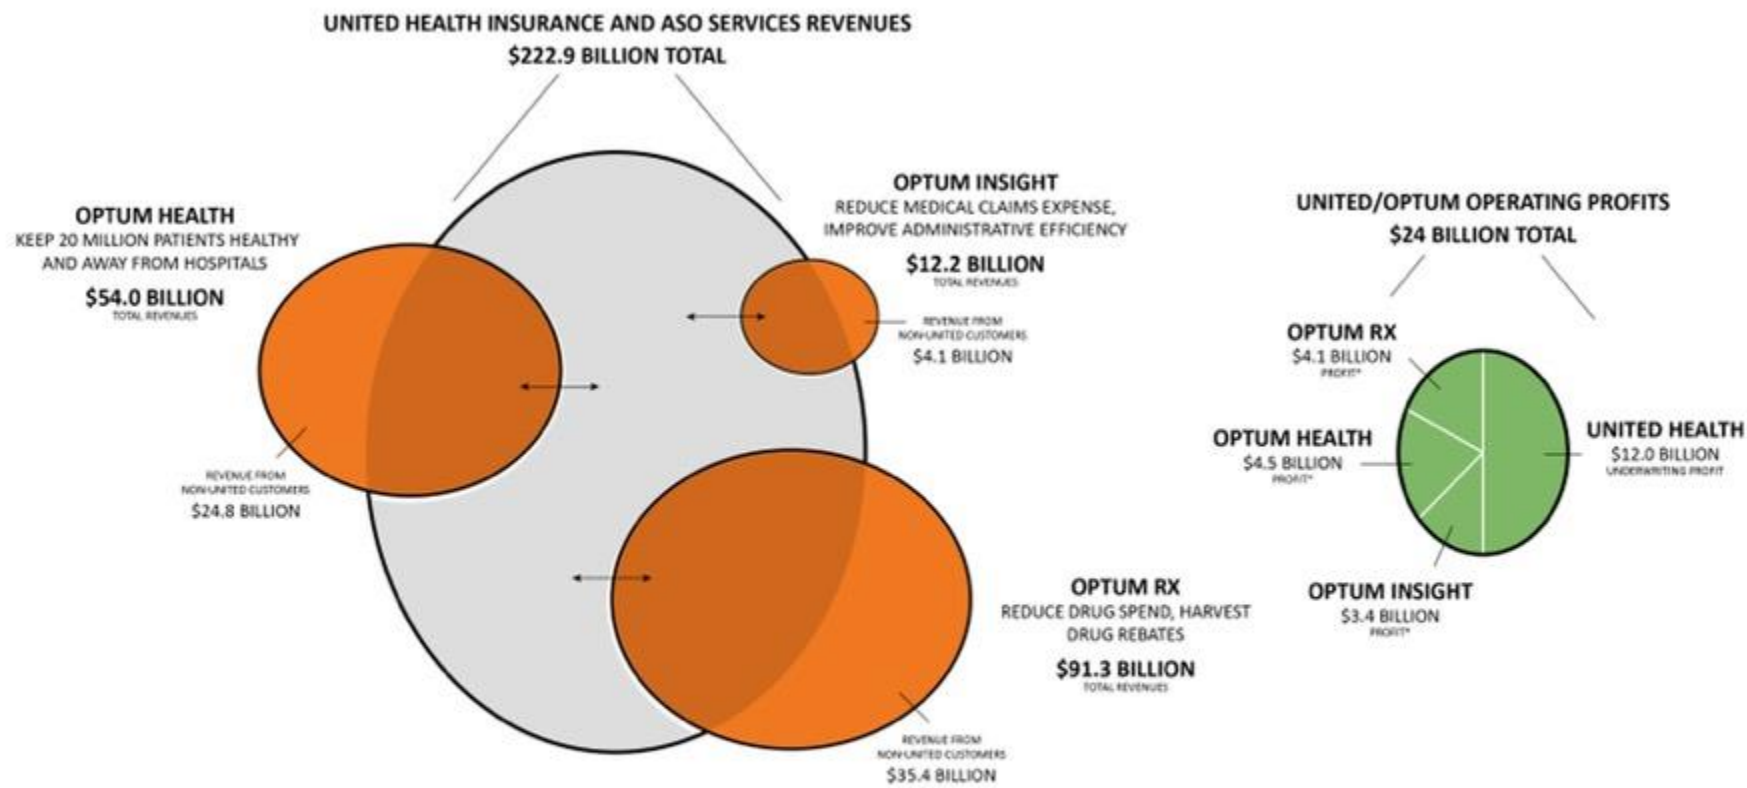 UNITED HEALTH INSURANCE AND ASO SERVICES REVENUES
$222.9 BILLION TOTAL
OPTUM HEALTH
KEEP 20 MILLION PATIENTS HEALTHY
AND AWAY FROM HOSPITALS
$54.0 BILLION
TOTAL REVENUES
REVENUE FROM
NON-UNITED CUSTOMERS
$24.8 BILLION
OPTUM INSIGHT
REDUCE MEDICAL CLAIMS EXPENSE,
IMPROVE ADMINISTRATIVE EFFICIENCY
$12.2 BILLION
TOTAL REVENUES
REVENUE FROM
NON-UNITED CUSTOMERS
$4.1 BILLION
OPTUM RX
REDUCE DRUG SPEND, HARVEST
DRUG REBATES
$91.3 BILLION
TOTAL REVENUES
REVENUE FROM
NON-UNITED CUSTOMERS
$35.4 BILLION
UNITED/OPTUM OPERATING PROFITS
$24 BILLION TOTAL
OPTUM RX
$4.1 BILLION
PROFIT*
OPTUM HEALTH
$4.5 BILLION
PROFIT*
UNITED HEALTH
$12.0 BILLION
UNDERWRITING PROFIT
OPTUM INSIGHT
$3.4 BILLION
PROFIT*